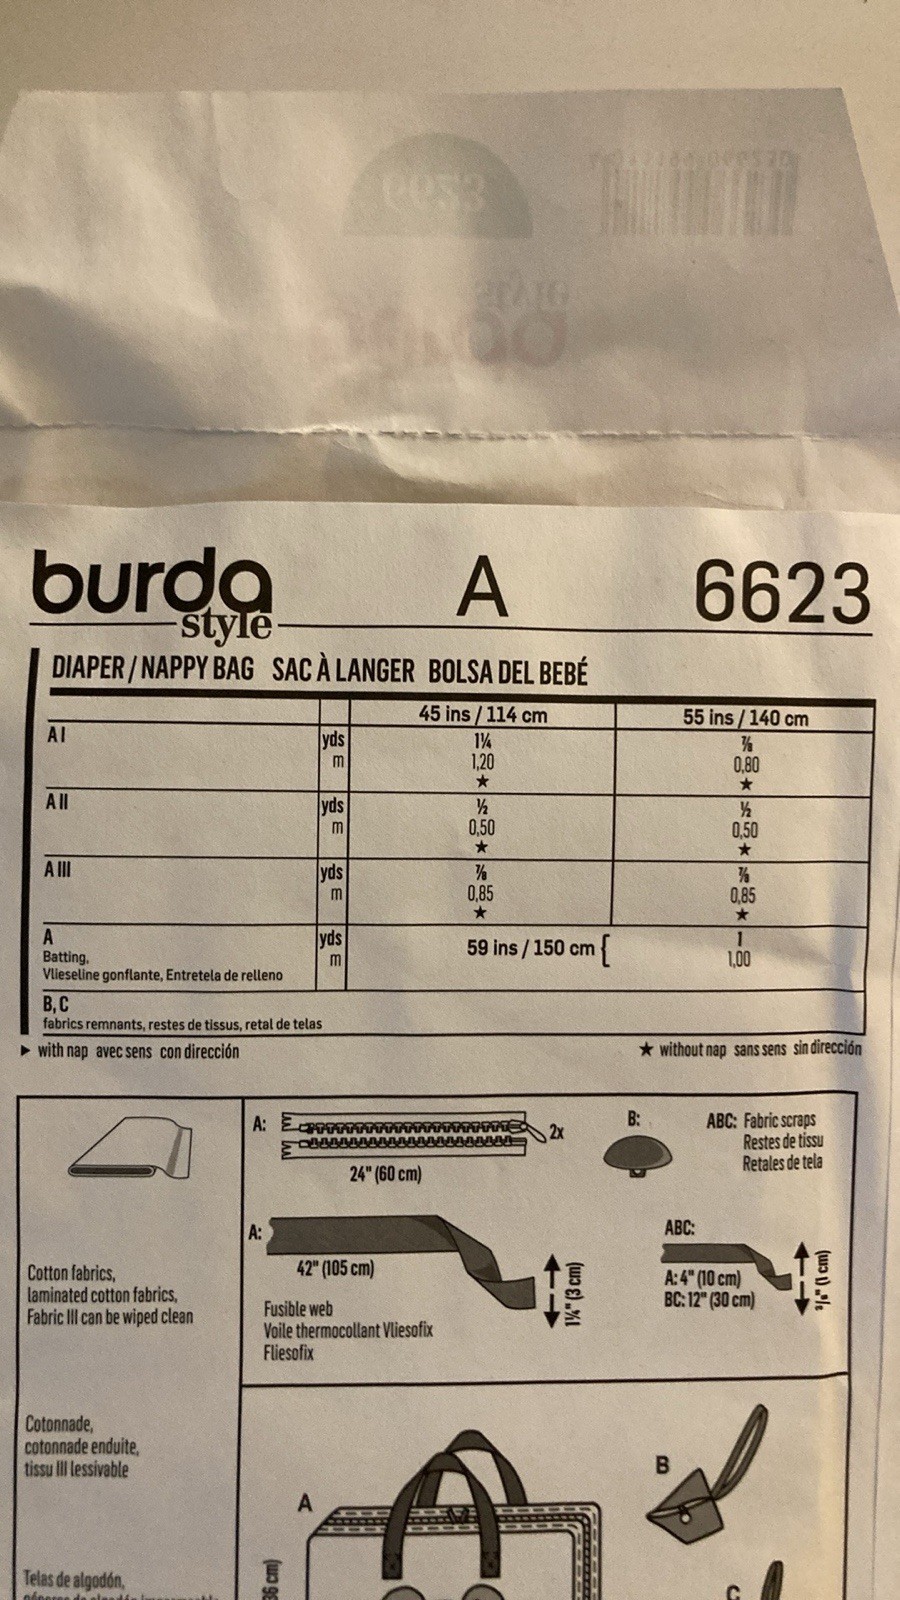 6623
style
burda
style
A
6623
DIAPER / NAPPY BAG SAC À LANGER BOLSA DEL BEBÉ
45 ins / 114 cm
55 ins / 140 cm
A I
yds
1¼
⅞
m
1,20
0,80
★
★
A II
yds
½
½
m
0,50
0,50
★
★
A III
yds
⅞
⅞
m
0,85
0,85
★
★
A
yds
59 ins / 150 cm {
1
Batting,
m
1,00
Vlieseline gonflante, Entretela de relleno
B, C
fabrics remnants, restes de tissus, retal de telas
▶ with nap avec sens con dirección
★ without nap sans sens sin dirección
A:
2x
24" (60 cm)
B:
ABC: Fabric scraps
Restes de tissu
Retales de tela
A:
42" (105 cm)
1¼" (3 cm)
ABC:
A: 4" (10 cm)
BC: 12" (30 cm)
⅜" (1 cm)
Fusible web
Voile thermocollant Vliesofix
Fliesofix
Cotton fabrics,
laminated cotton fabrics,
Fabric III can be wiped clean
Cotonnade,
cotonnade enduite,
tissu III lessivable
Telas de algodón,
A
B
C